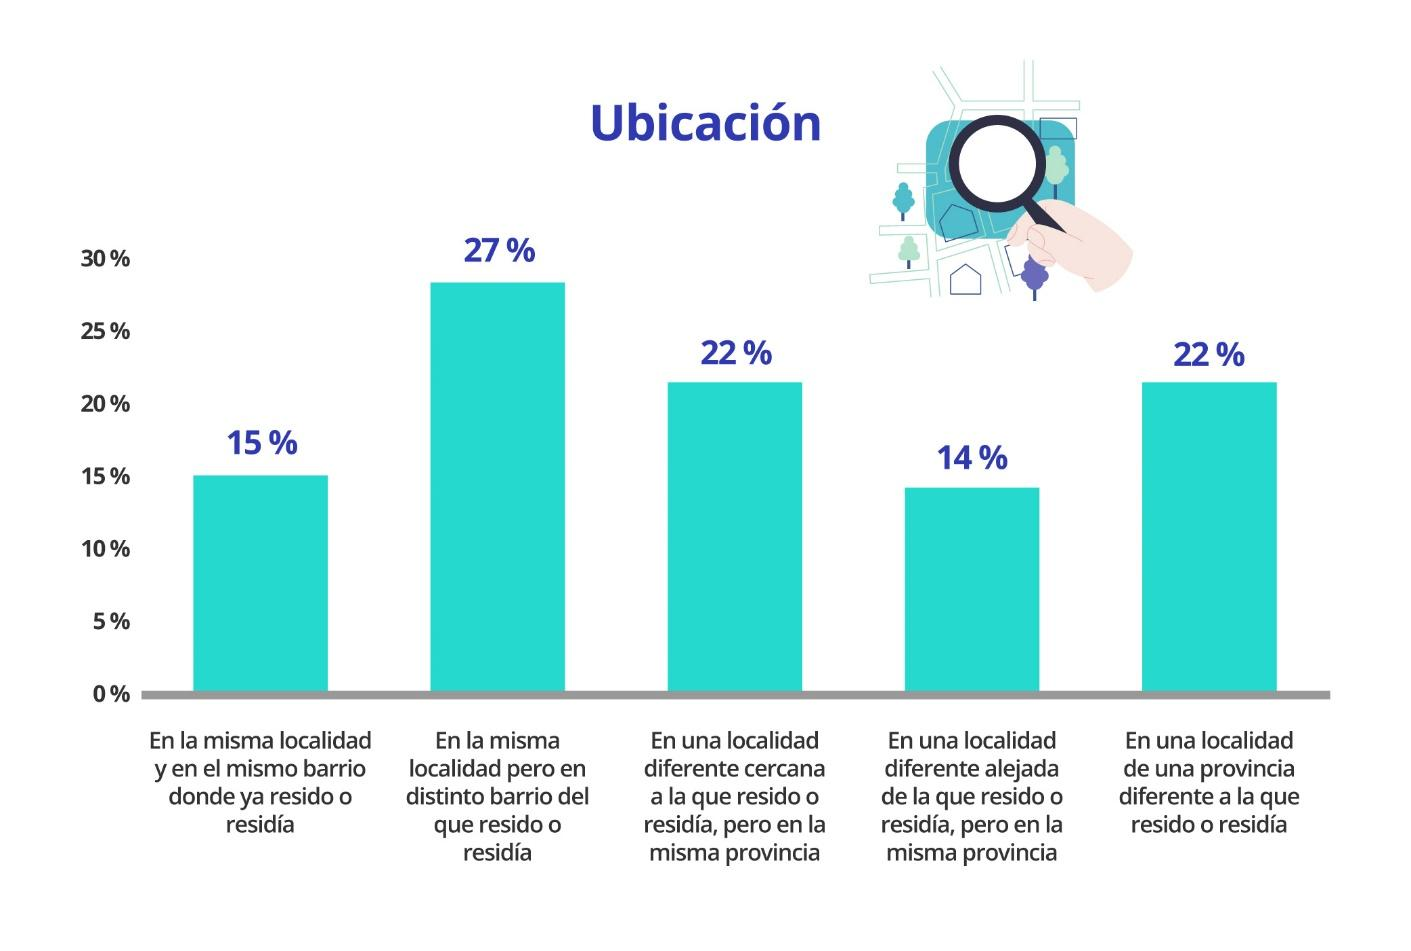 Ubicación
30 %
25 %
20 %
15 %
10 %
5 %
0 %
15 %
27 %
22 %
14 %
22 %
En la misma localidad
y en el mismo barrio
donde ya resido o
residía
En la misma
localidad pero en
distinto barrio del
que resido o
residía
En una localidad
diferente cercana
a la que resido o
residía, pero en la
misma provincia
En una localidad
diferente alejada
de la que resido o
residía, pero en la
misma provincia
En una localidad
de una provincia
diferente a la que
resido o residía